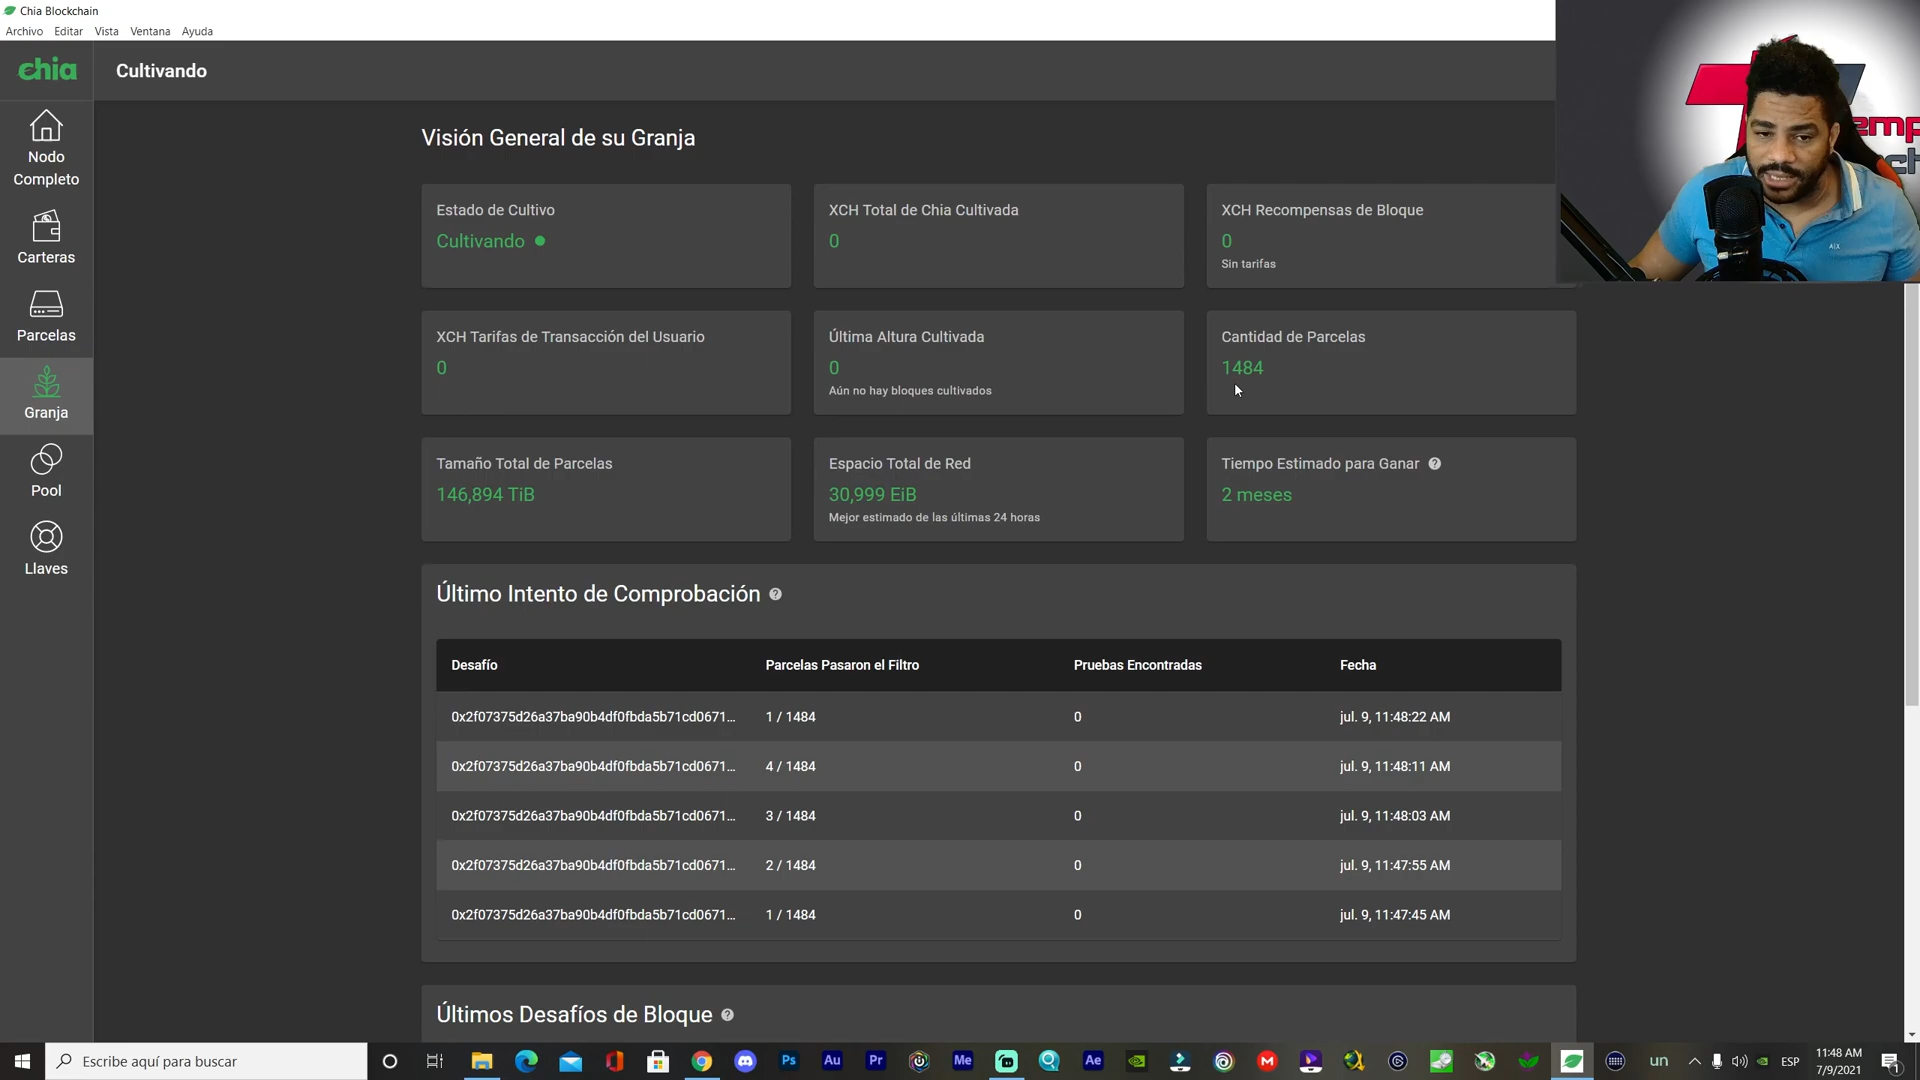 Chia Blockchain
Archivo Editar Vista Ventana Ayuda
chia
Cultivando
Nodo
Completo
Carteras
Parcelas
Granja
Pool
Llaves
Visión General de su Granja
Estado de Cultivo
Cultivando
XCH Total de Chia Cultivada
0
XCH Recompensas de Bloque
0
Sin tarifas
XCH Tarifas de Transacción del Usuario
0
Última Altura Cultivada
0
Aún no hay bloques cultivados
Cantidad de Parcelas
1484
Tamaño Total de Parcelas
146,894 TiB
Espacio Total de Red
30,999 EiB
Mejor estimado de las últimas 24 horas
Tiempo Estimado para Ganar ?
2 meses
Último Intento de Comprobación ?
Desafío Parcelas Pasaron el Filtro Pruebas Encontradas Fecha
0x2f07375d26a37ba90b4df0fbda5b71cd0671... 1 / 1484 0 jul. 9, 11:48:22 AM
0x2f07375d26a37ba90b4df0fbda5b71cd0671... 4 / 1484 0 jul. 9, 11:48:11 AM
0x2f07375d26a37ba90b4df0fbda5b71cd0671... 3 / 1484 0 jul. 9, 11:48:03 AM
0x2f07375d26a37ba90b4df0fbda5b71cd0671... 2 / 1484 0 jul. 9, 11:47:55 AM
0x2f07375d26a37ba90b4df0fbda5b71cd0671... 1 / 1484 0 jul. 9, 11:47:45 AM
Últimos Desafíos de Bloque ?
Escribe aquí para buscar
Ps Au Pr Me Ae
un
ESP
11:48 AM
7/9/2021
1
AX